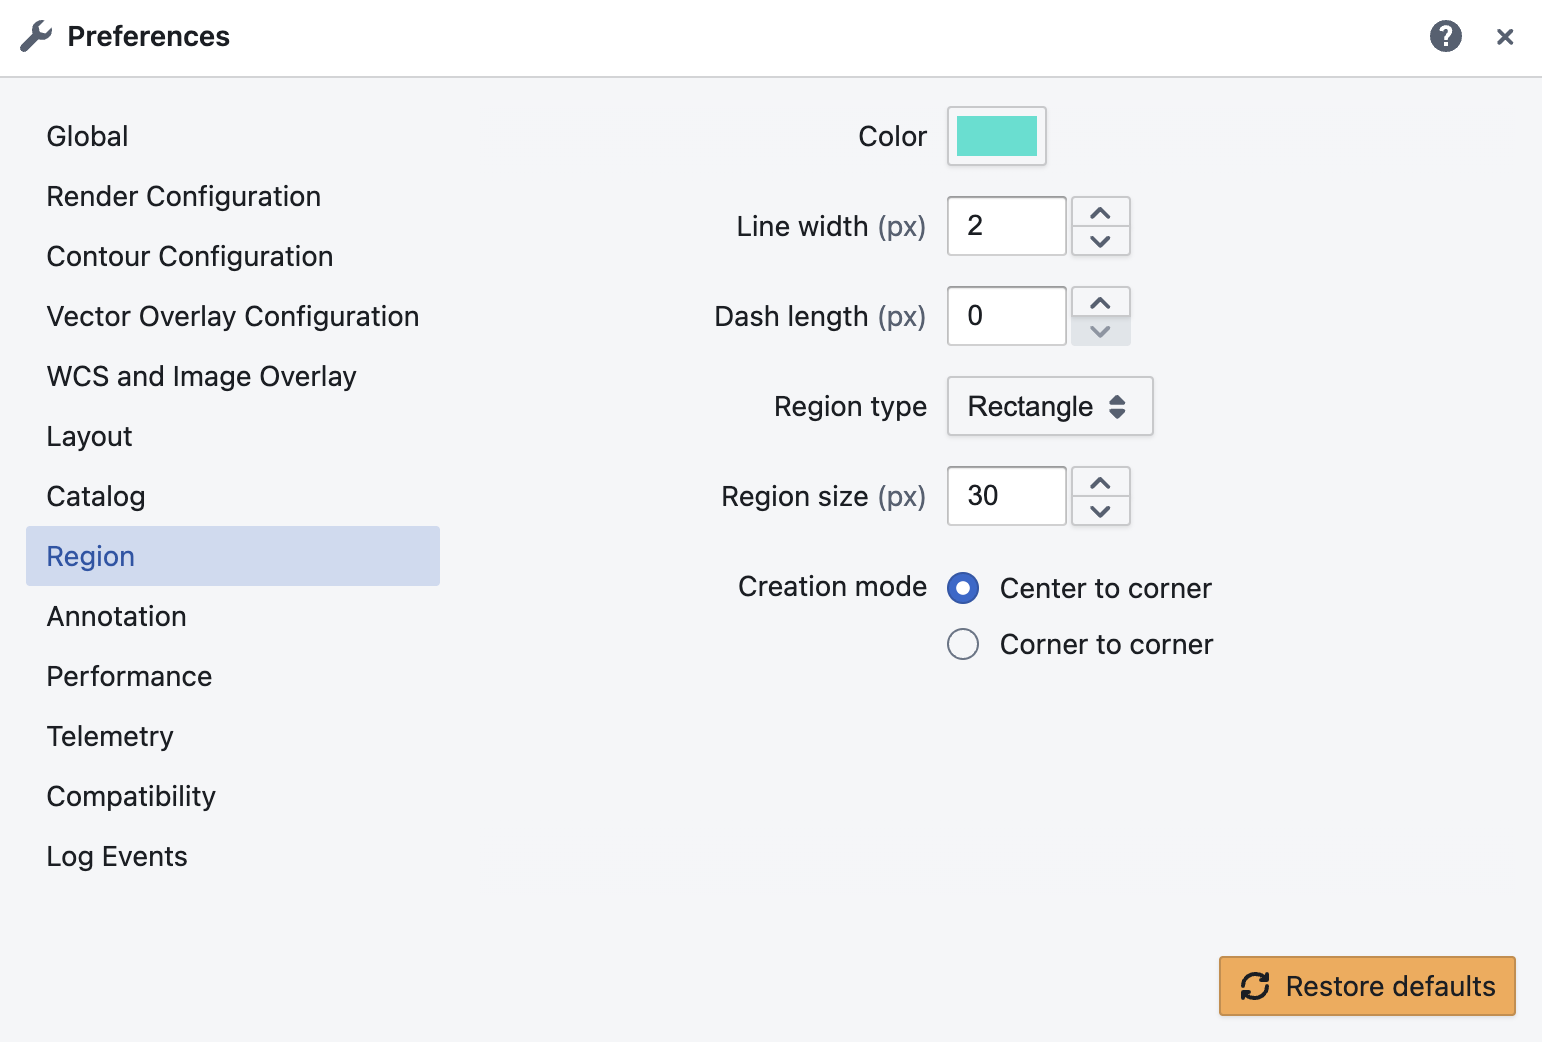 Preferences
Global
Render Configuration
Contour Configuration
Vector Overlay Configuration
WCS and Image Overlay
Layout
Catalog
Region
Annotation
Performance
Telemetry
Compatibility
Log Events
Color
Line width (px) 2
Dash length (px) 0
Region type Rectangle
Region size (px) 30
Creation mode Center to corner
Corner to corner
Restore defaults